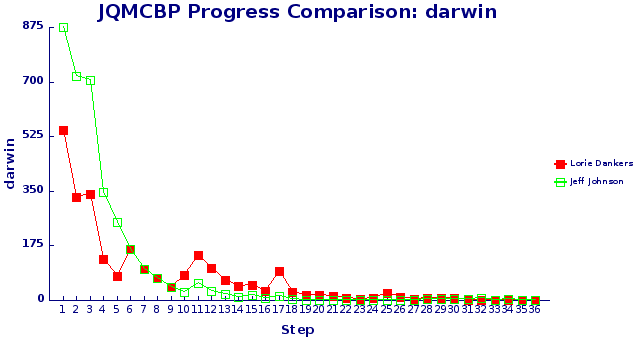 JQMCBP Progress Comparison: darwin
875
700
525
350
175
0
darwin
1 2 3 4 5 6 7 8 9 10 11 12 13 14 15 16 17 18 19 20 21 22 23 24 25 26 27 28 29 30 31 32 33 34 35 36
Step
Lorie Dankers
Jeff Johnson